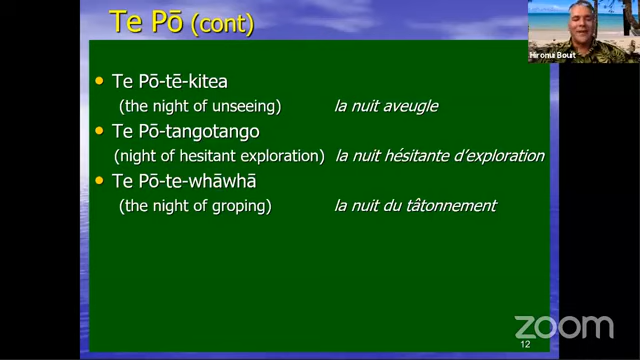 Te Pō (cont)
Hironui Bouit
Te Pō-tē-kitea
(the night of unseeing) la nuit aveugle
Te Pō-tangotango
(night of hesitant exploration) la nuit hésitante d'exploration
Te Pō-te-whāwhā
(the night of groping) la nuit du tâtonnement
zoom
12